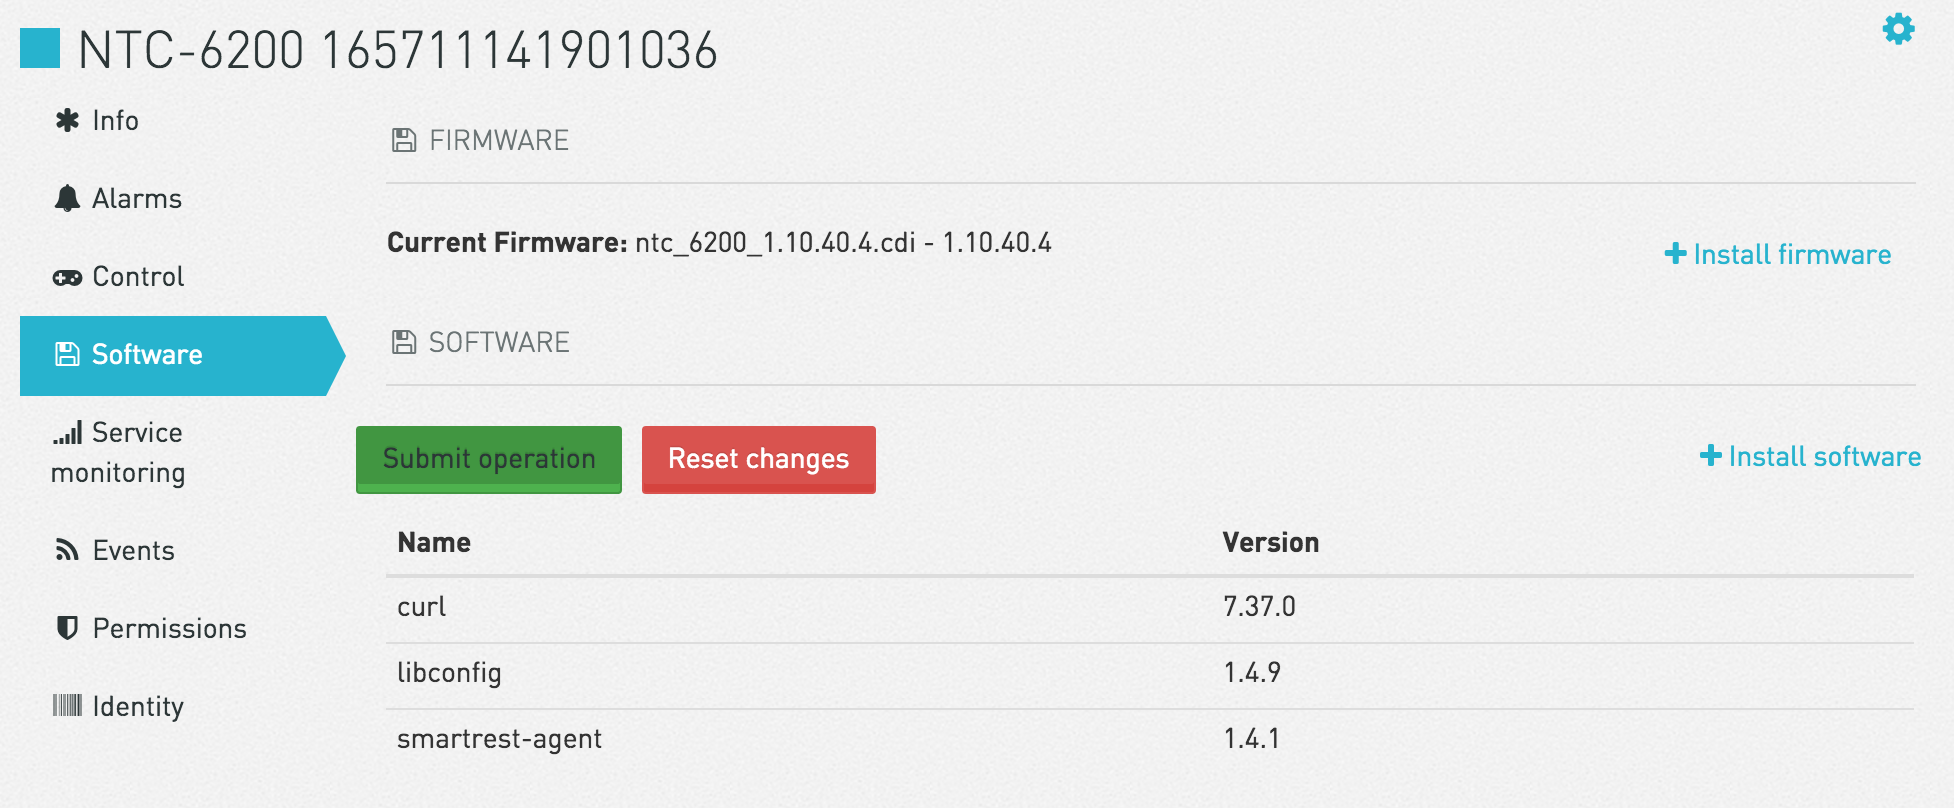 NTC-6200 165711141901036
Info
Alarms
Control
Software
Service
monitoring
Events
Permissions
Identity
FIRMWARE
Current Firmware: ntc_6200_1.10.40.4.cdi - 1.10.40.4
Install firmware
SOFTWARE
Submit operation
Reset changes
Install software
Name Version
curl 7.37.0
libconfig 1.4.9
smartrest-agent 1.4.1